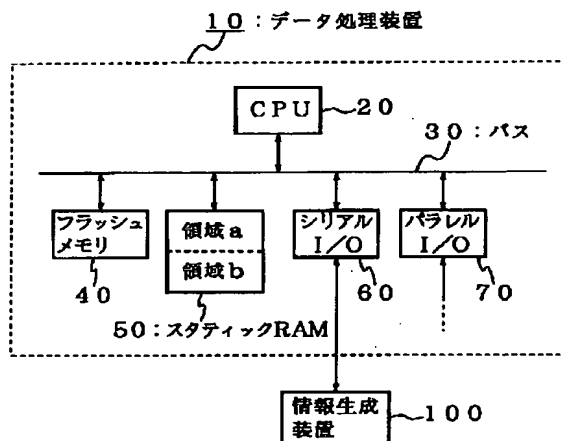 10：データ処理装置
CPU
20
30：バス
フラッシュ
メモリ
40
領域a
領域b
50：スタティックRAM
シリアル
I／O
60
パラレル
I／O
70
情報生成
装置
100